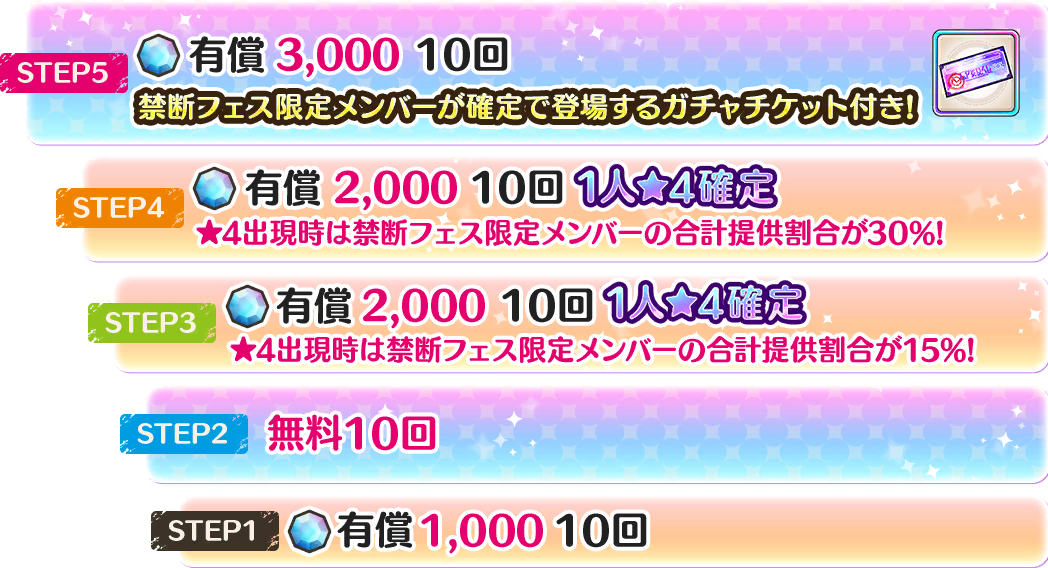 STEP5 有償 3,000 10回
禁断フェス限定メンバーが確定で登場するガチャチケット付き!
STEP4 有償 2,000 10回 1人★4確定
★4出現時は禁断フェス限定メンバーの合計提供割合が30%!
STEP3 有償 2,000 10回 1人★4確定
★4出現時は禁断フェス限定メンバーの合計提供割合が15%!
STEP2 無料10回
STEP1 有償 1,000 10回